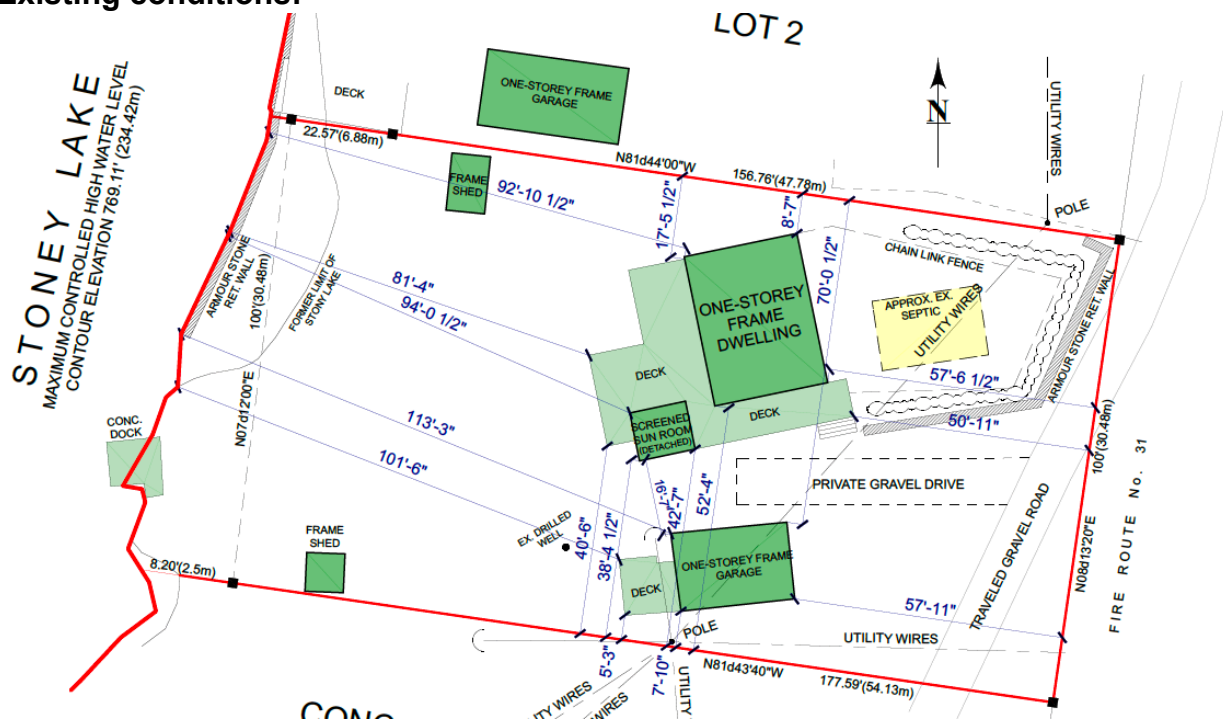 Existing conditions:
LOT 2
STONEY LAKE
MAXIMUM CONTROLLED HIGH WATER LEVEL
CONTOUR ELEVATION 769.11' (234.42m)
DECK
ONE-STOREY FRAME
GARAGE
N
UTILITY WIRES
22.57'(6.88m)
N81d44'00"W
156.76'(47.78m)
POLE
FRAME
SHED
92'-10 1/2"
17'-5 1/2"
8'-7"
70'-0 1/2"
CHAIN LINK FENCE
ARMOUR STONE
RET. WALL
100'(30.48m)
FORMER LIMIT OF
STONY LAKE
N07d12'00"E
81'-4"
94'-0 1/2"
ONE-STOREY
FRAME
DWELLING
APPROX. EX.
SEPTIC
UTILITY WIRES
ARMOUR STONE RET. WALL
DECK
57'-6 1/2"
SCREENED
SUN ROOM
(DETACHED)
DECK
50'-11"
100'(30.48m)
CONC.
DOCK
113'-3"
101'-6"
PRIVATE GRAVEL DRIVE
16'-7"
42'-7"
52'-4"
40'-6"
38'-4 1/2"
EX. DRILLED
WELL
FRAME
SHED
ONE-STOREY FRAME
GARAGE
DECK
TRAVELED GRAVEL ROAD
N08d13'20"E
FIRE ROUTE No. 31
8.20'(2.5m)
57'-11"
POLE
UTILITY WIRES
5'-3"
7'-10"
N81d43'40"W
177.59'(54.13m)
UTILITY
ITY WIRES
WIRES
CONC